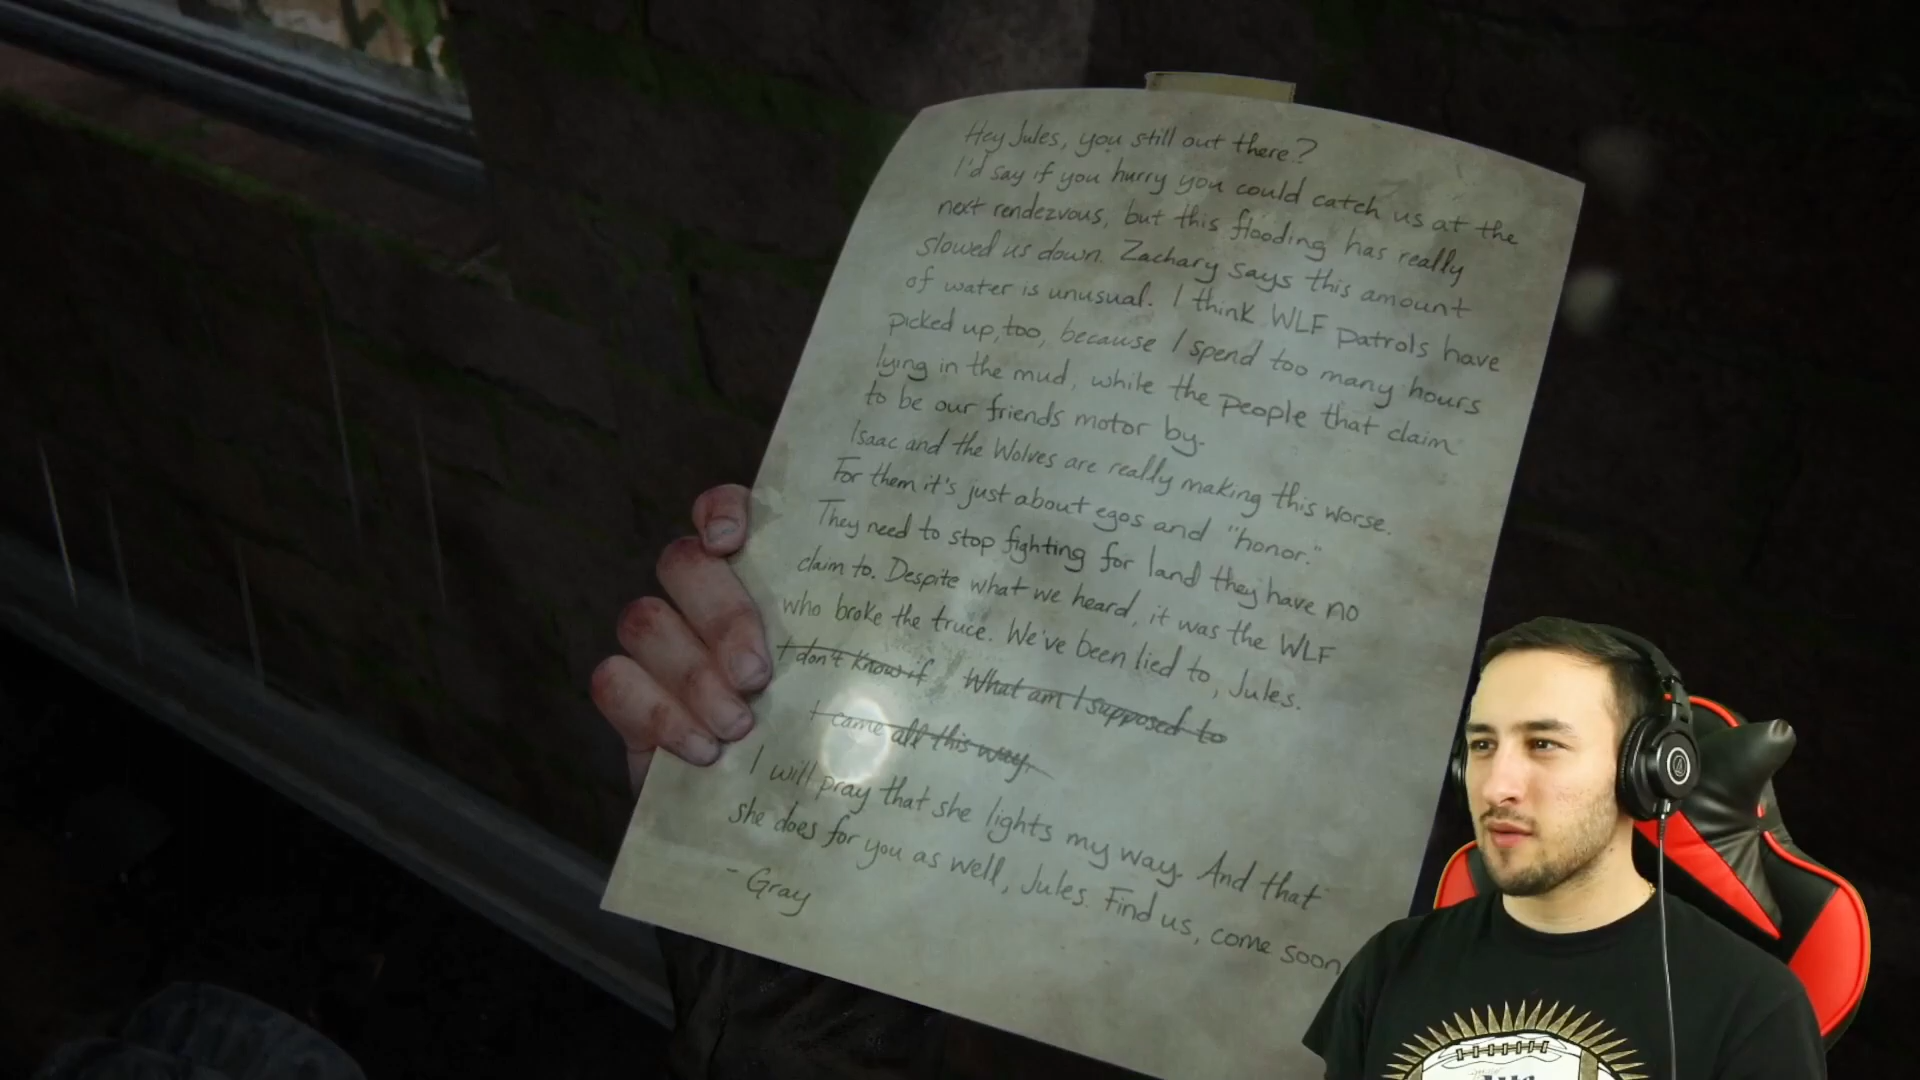 Hey Jules, you still out there?
I'd say if you hurry you could catch us at the
next rendezvous, but this flooding has really
slowed us down. Zachary says this amount
of water is unusual. I think WLF patrols have
picked up, too, because I spend too many hours
lying in the mud, while the people that claim
to be our friends motor by.
Isaac and the Wolves are really making this worse.
For them it's just about egos and "honor."
They need to stop fighting for land they have no
claim to. Despite what we heard, it was the WLF
who broke the truce. We've been lied to, Jules.
I don't know if What am I supposed to
I came all this way.
I will pray that she lights my way. And that
she does for you as well, Jules. Find us, come soon
- Gray